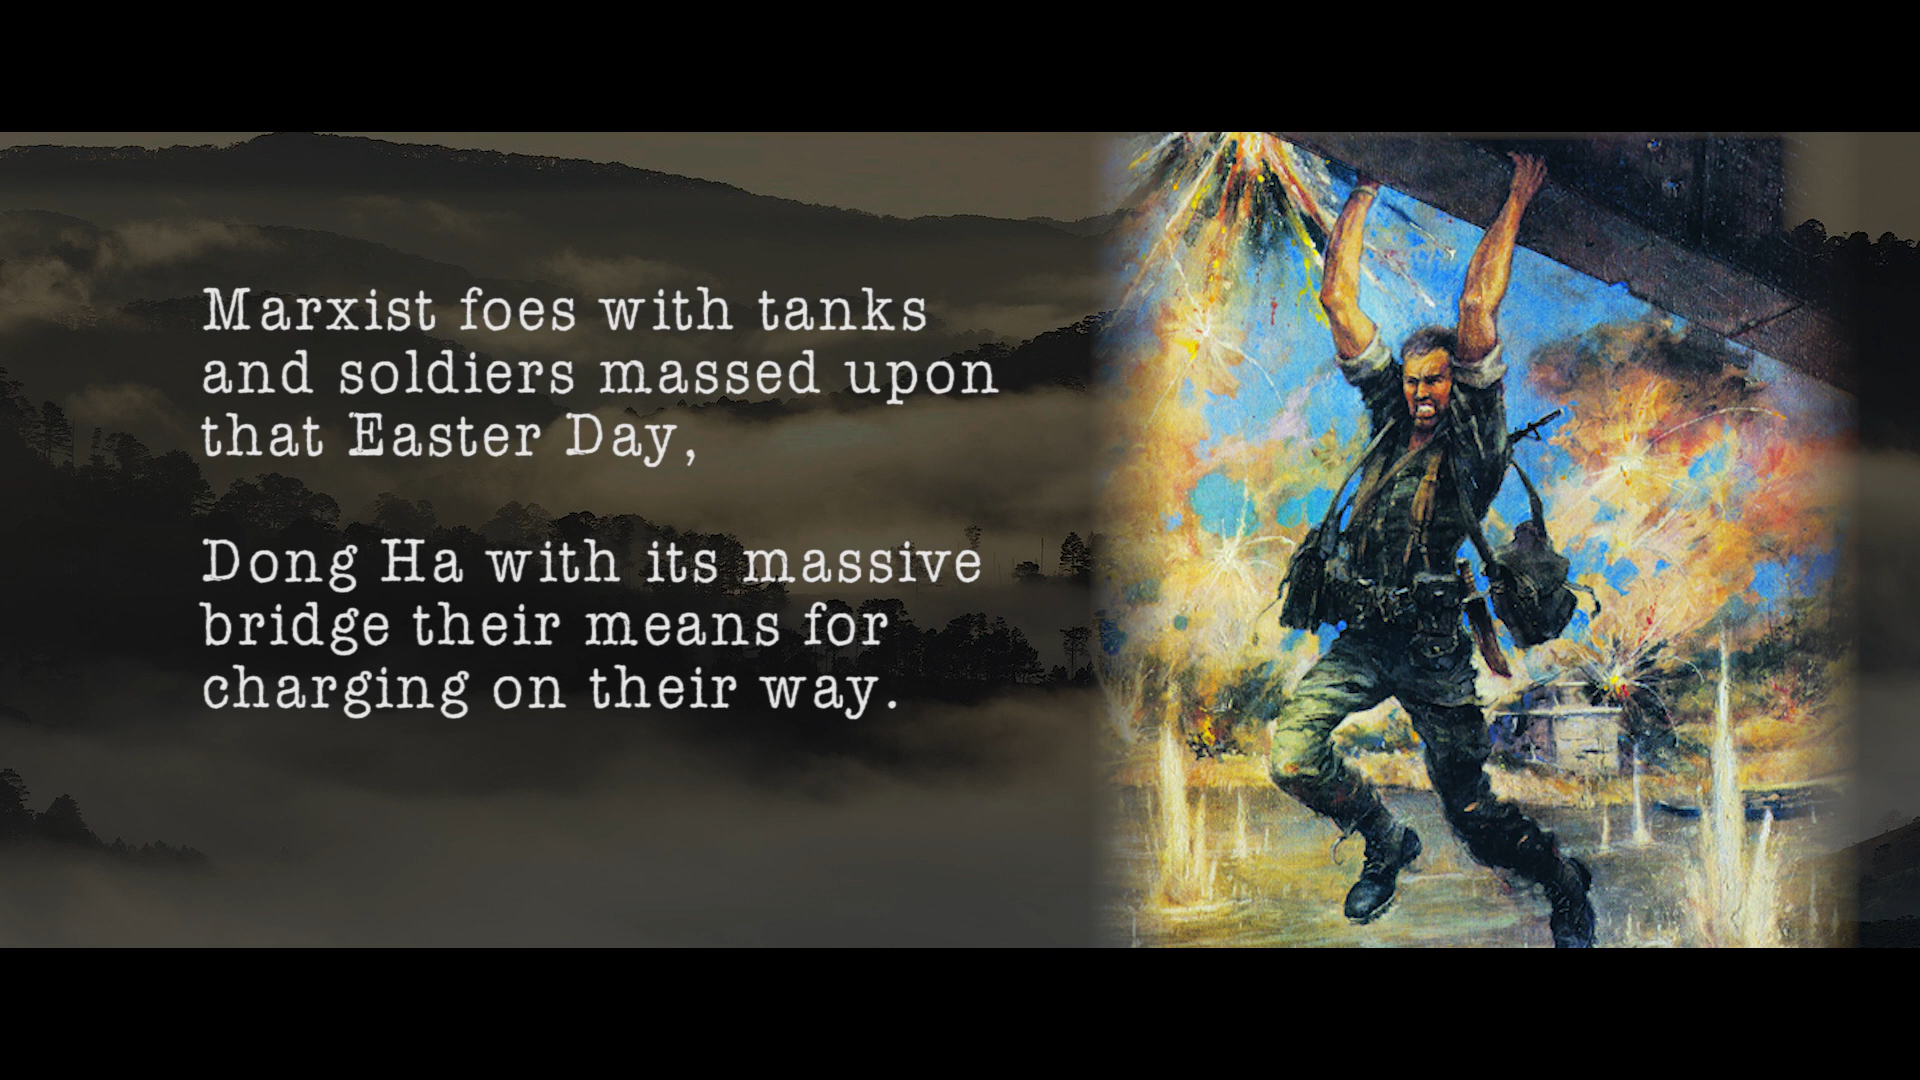 Marxist foes with tanks
and soldiers massed upon
that Easter Day,
Dong Ha with its massive
bridge their means for
charging on their way.